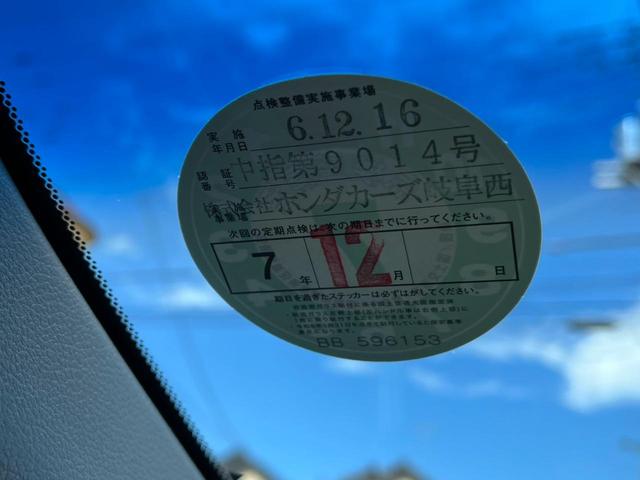 点検整備実施事業場
実施年月日 6.12.16
認証番号 中指第9014号
株式会社ホンダカーズ岐阜西
次回の定期点検は次の期日までに行ってください。
7年 12月 日
期日を過ぎたステッカーは必ずはがしてください。
BB 596153